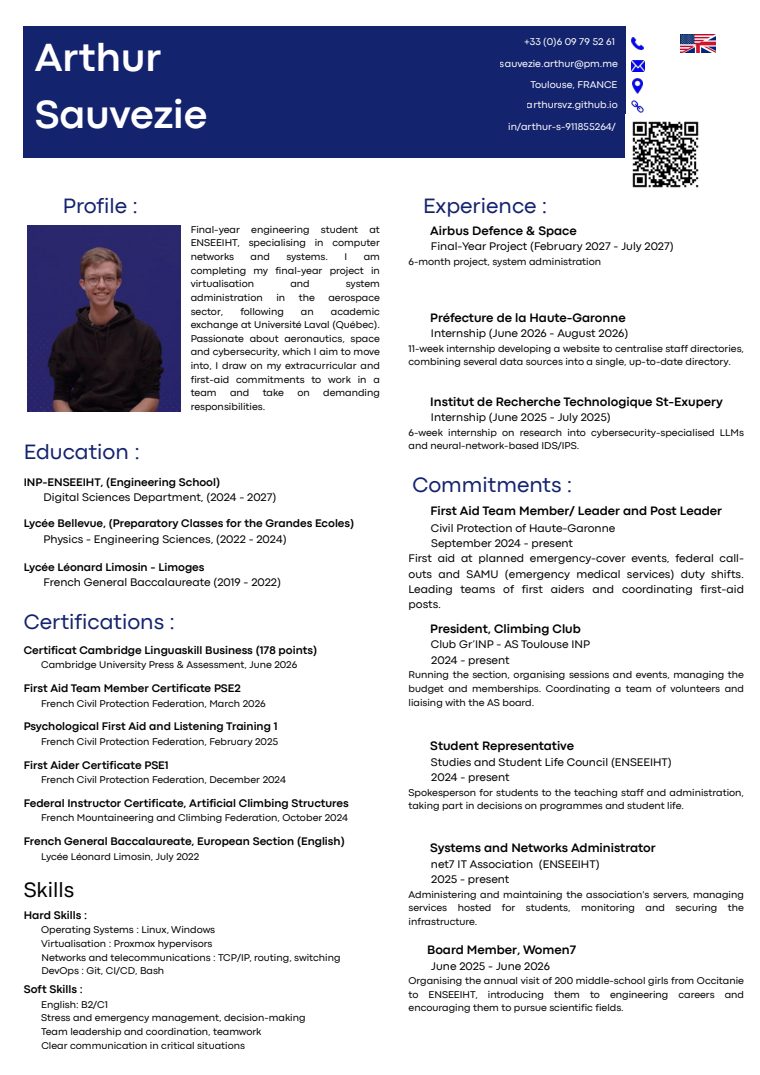 Arthur
Sauvezie
+33 (0)6 09 79 52 61
sauvezie.arthur@pm.me
Toulouse, FRANCE
arthursvz.github.io
in/arthur-s-911855264/
Profile :
Final-year engineering student at
ENSEEIHT, specialising in computer
networks and systems. I am
completing my final-year project in
virtualisation and system
administration in the aerospace
sector, following an academic
exchange at Université Laval (Québec).
Passionate about aeronautics, space
and cybersecurity, which I aim to move
into, I draw on my extracurricular and
first-aid commitments to work in a
team and take on demanding
responsibilities.
Education :
INP-ENSEEIHT, (Engineering School)
Digital Sciences Department, (2024 - 2027)
Lycée Bellevue, (Preparatory Classes for the Grandes Ecoles)
Physics - Engineering Sciences, (2022 - 2024)
Lycée Léonard Limosin - Limoges
French General Baccalaureate (2019 - 2022)
Certifications :
Certificat Cambridge Linguaskill Business (178 points)
Cambridge University Press & Assessment, June 2026
First Aid Team Member Certificate PSE2
French Civil Protection Federation, March 2026
Psychological First Aid and Listening Training 1
French Civil Protection Federation, February 2025
First Aider Certificate PSE1
French Civil Protection Federation, December 2024
Federal Instructor Certificate, Artificial Climbing Structures
French Mountaineering and Climbing Federation, October 2024
French General Baccalaureate, European Section (English)
Lycée Léonard Limosin, July 2022
Skills
Hard Skills :
Operating Systems : Linux, Windows
Virtualisation : Proxmox hypervisors
Networks and telecommunications : TCP/IP, routing, switching
DevOps : Git, CI/CD, Bash
Soft Skills :
English: B2/C1
Stress and emergency management, decision-making
Team leadership and coordination, teamwork
Clear communication in critical situations
Experience :
Airbus Defence & Space
Final-Year Project (February 2027 - July 2027)
6-month project, system administration
Préfecture de la Haute-Garonne
Internship (June 2026 - August 2026)
11-week internship developing a website to centralise staff directories,
combining several data sources into a single, up-to-date directory.
Institut de Recherche Technologique St-Exupery
Internship (June 2025 - July 2025)
6-week internship on research into cybersecurity-specialised LLMs
and neural-network-based IDS/IPS.
Commitments :
First Aid Team Member/ Leader and Post Leader
Civil Protection of Haute-Garonne
September 2024 - present
First aid at planned emergency-cover events, federal call-
outs and SAMU (emergency medical services) duty shifts.
Leading teams of first aiders and coordinating first-aid
posts.
President, Climbing Club
Club Gr'INP - AS Toulouse INP
2024 - present
Running the section, organising sessions and events, managing the
budget and memberships. Coordinating a team of volunteers and
liaising with the AS board.
Student Representative
Studies and Student Life Council (ENSEEIHT)
2024 - present
Spokesperson for students to the teaching staff and administration,
taking part in decisions on programmes and student life.
Systems and Networks Administrator
net7 IT Association (ENSEEIHT)
2025 - present
Administering and maintaining the association's servers, managing
services hosted for students, monitoring and securing the
infrastructure.
Board Member, Women7
June 2025 - June 2026
Organising the annual visit of 200 middle-school girls from Occitanie
to ENSEEIHT, introducing them to engineering careers and
encouraging them to pursue scientific fields.